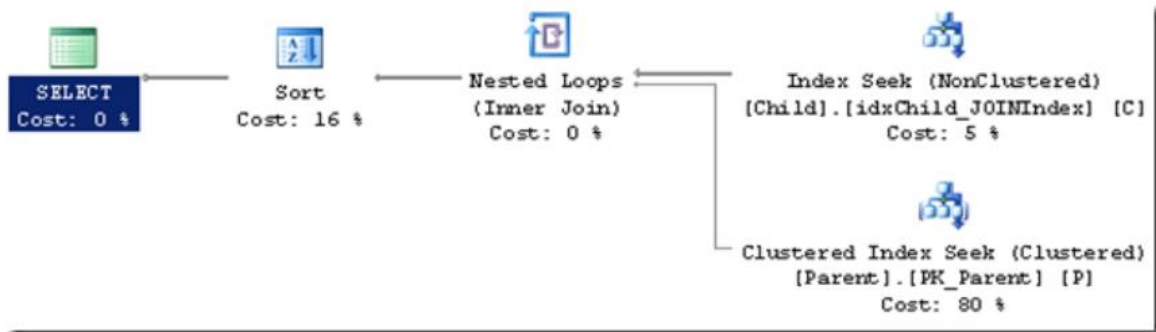 SELECT
Cost: 0 %
Sort
Cost: 16 %
Nested Loops
(Inner Join)
Cost: 0 %
Index Seek (NonClustered)
[Child].[idxChild_JOINIndex] [C]
Cost: 5 %
Clustered Index Seek (Clustered)
[Parent].[PK_Parent] [P]
Cost: 80 %